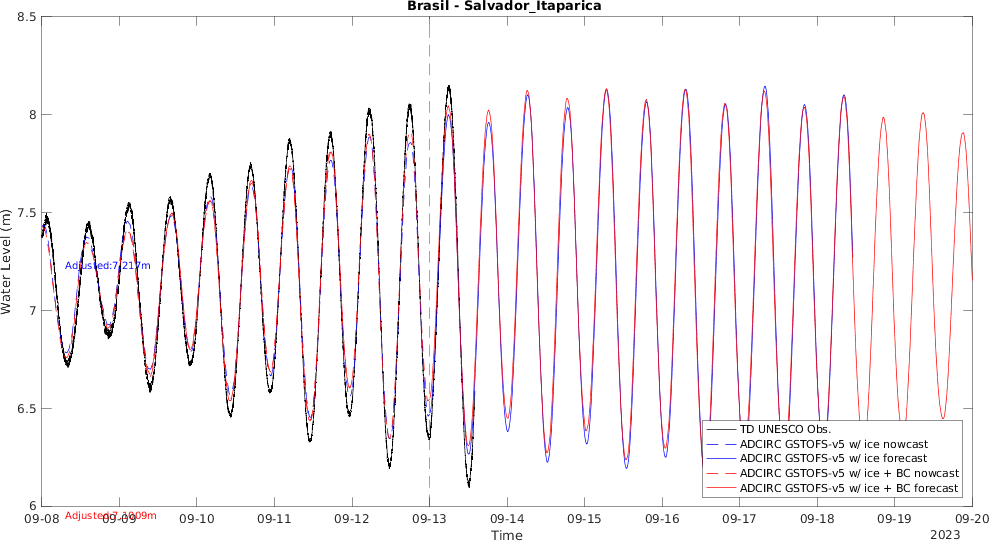 Brasil - Salvador_Itaparica
8.5
8
7.5
7
6.5
6
Water Level (m)
Adjusted:7.217m
Adjusted:7.1009m
TD UNESCO Obs.
ADCIRC GSTOFS-v5 w/ ice nowcast
ADCIRC GSTOFS-v5 w/ ice forecast
ADCIRC GSTOFS-v5 w/ ice + BC nowcast
ADCIRC GSTOFS-v5 w/ ice + BC forecast
09-08 09-09 09-10 09-11 09-12 09-13 09-14 09-15 09-16 09-17 09-18 09-19 09-20
Time
2023